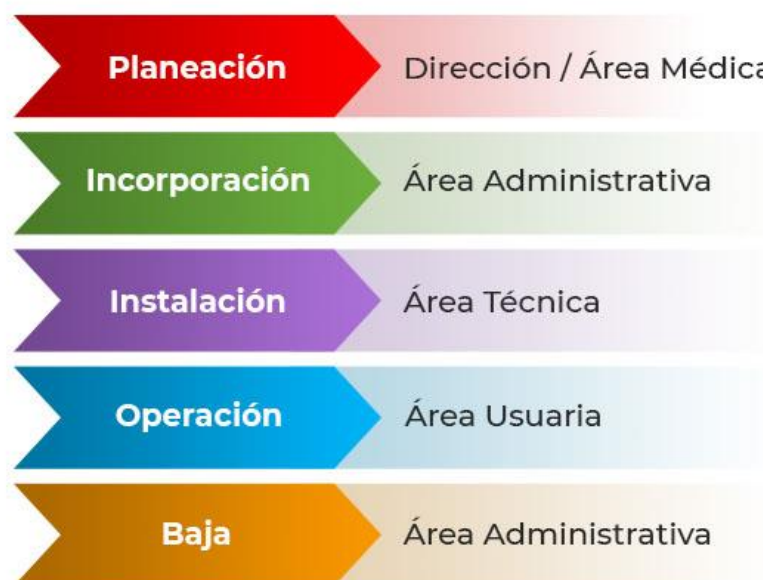 Planeación
Dirección / Área Médica
Incorporación
Área Administrativa
Instalación
Área Técnica
Operación
Área Usuaria
Baja
Área Administrativa